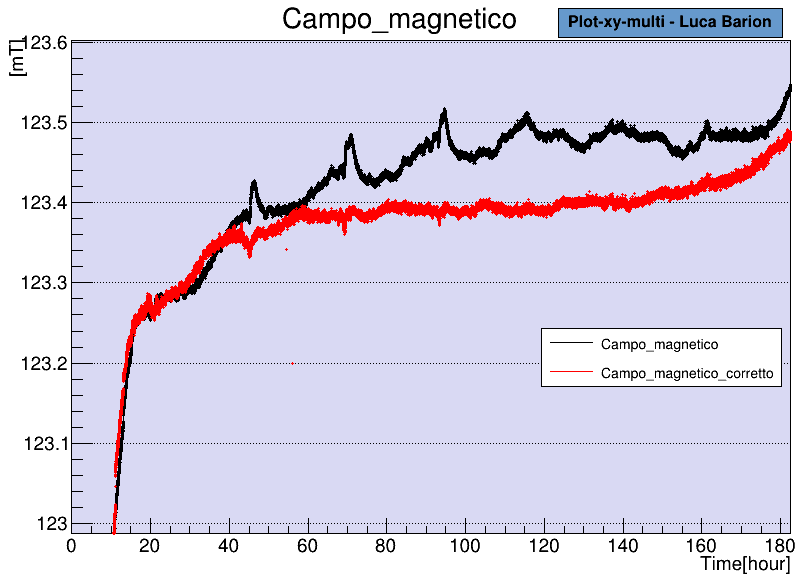 Campo_magnetico
Plot-xy-multi - Luca Barion
[mT]
123.6
123.5
123.4
123.3
123.2
123.1
123
Campo_magnetico
Campo_magnetico_corretto
0 20 40 60 80 100 120 140 160 180
Time[hour]